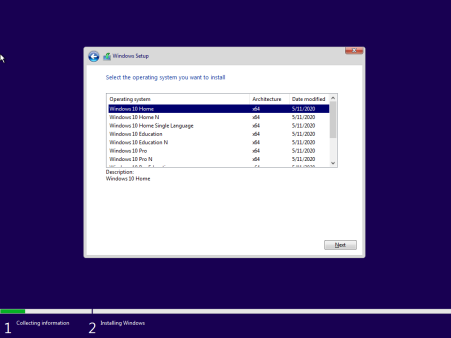 Windows Setup
Select the operating system you want to install
Operating system Architecture Date modified
Windows 10 Home x64 5/11/2020
Windows 10 Home N x64 5/11/2020
Windows 10 Home Single Language x64 5/11/2020
Windows 10 Education x64 5/11/2020
Windows 10 Education N x64 5/11/2020
Windows 10 Pro x64 5/11/2020
Windows 10 Pro N x64 5/11/2020
Description:
Windows 10 Home
Next
1 Collecting information 2 Installing Windows